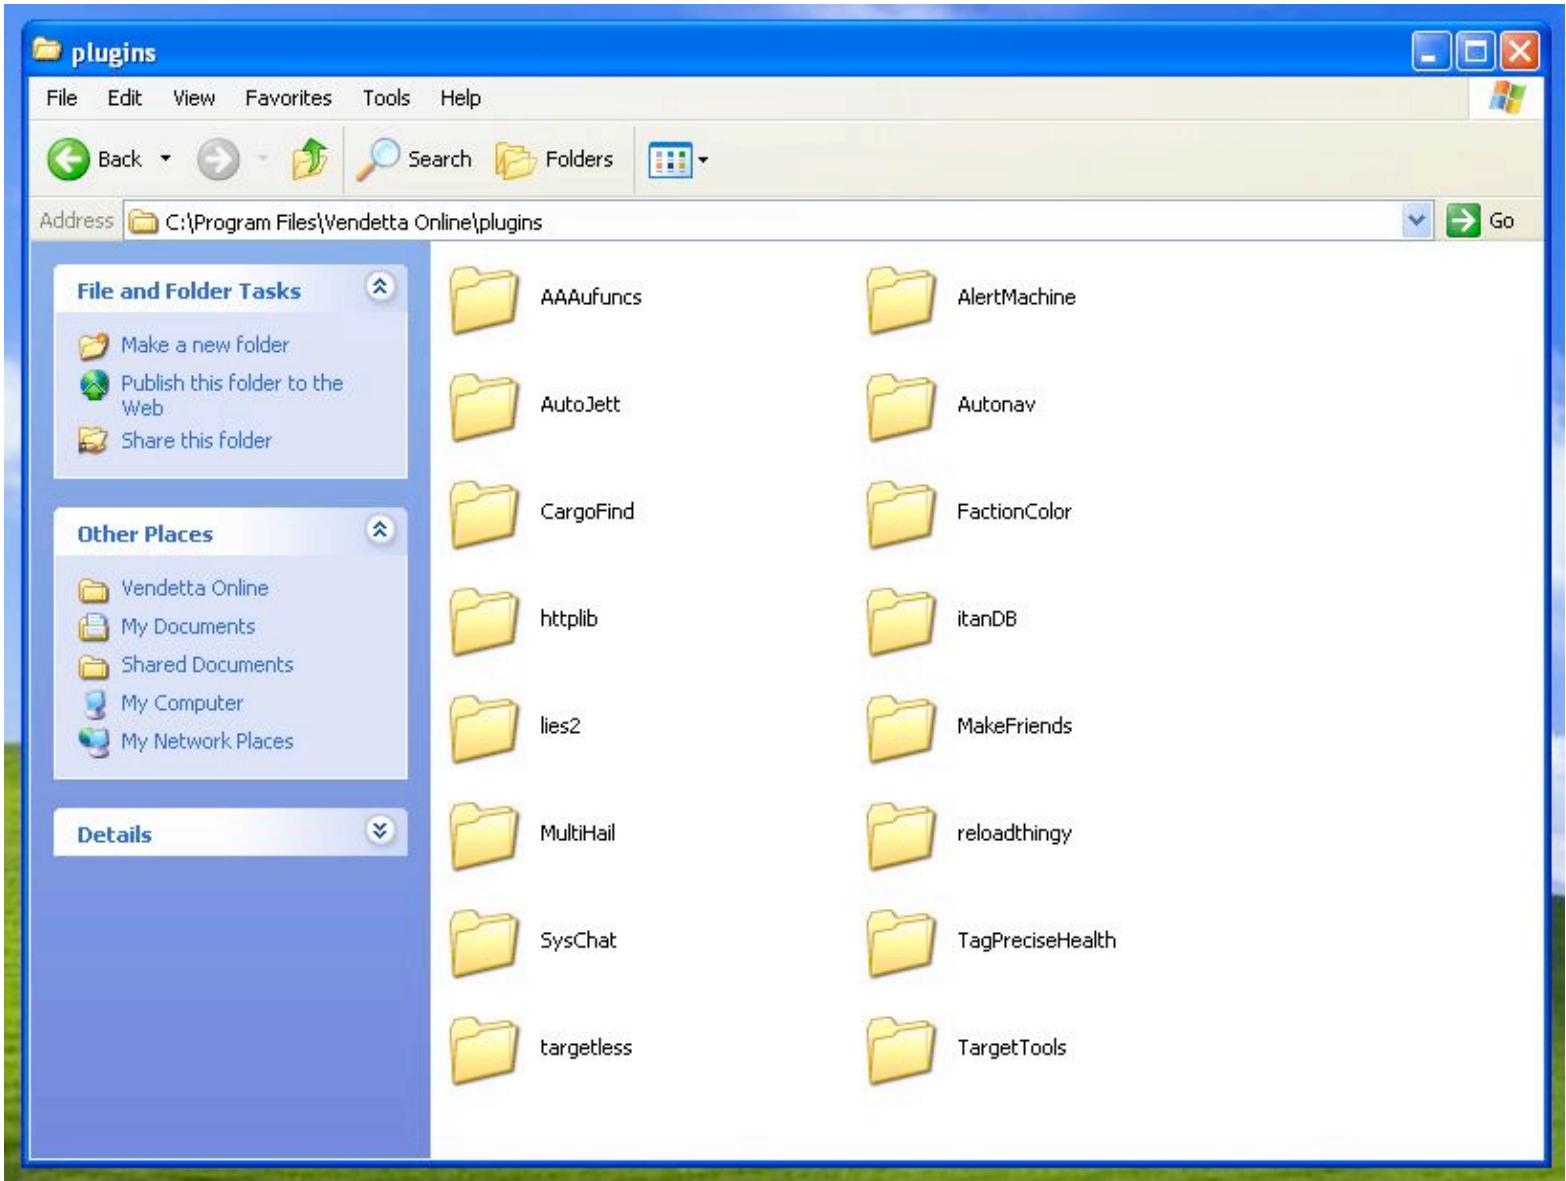 plugins
File Edit View Favorites Tools Help
Back Search Folders
Address C:\Program Files\Vendetta Online\plugins Go
File and Folder Tasks
Make a new folder
Publish this folder to the
Web
Share this folder
Other Places
Vendetta Online
My Documents
Shared Documents
My Computer
My Network Places
Details
AAAufuncs AlertMachine
AutoJett Autonav
CargoFind FactionColor
httplib itanDB
lies2 MakeFriends
MultiHail reloadthingy
SysChat TagPreciseHealth
targetless TargetTools